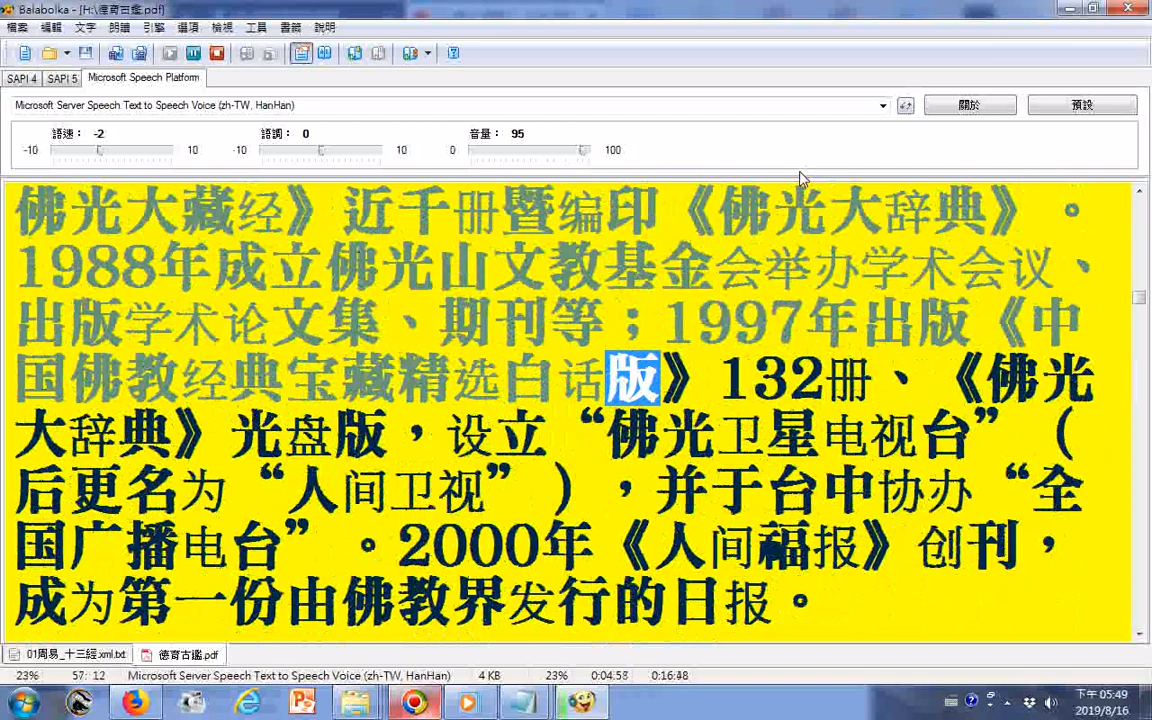 Balabolka - [H:\德育古鑑.pdf]
檔案 編輯 文字 朗讀 引擎 選項 檢視 工具 書籤 說明
SAPI 4 SAPI 5 Microsoft Speech Platform
Microsoft Server Speech Text to Speech Voice (zh-TW, HanHan) 關於 預設
語速： -2 語調： 0 音量： 95
-10 10 -10 10 0 100
佛光大藏经》近千册暨编印《佛光大辞典》。
1988年成立佛光山文教基金会举办学术会议、
出版学术论文集、期刊等；1997年出版《中
国佛教经典宝藏精选白话版》132册、《佛光
大辞典》光盘版，设立“佛光卫星电视台”（
后更名为“人间卫视”），并于台中协办“全
国广播电台”。2000年《人间福报》创刊，
成为第一份由佛教界发行的日报。
01周易_十三經.xml.txt 德育古鑑.pdf
23% 57: 12 Microsoft Server Speech Text to Speech Voice (zh-TW, HanHan) 4 KB 23% 0:04:58 0:16:48
下午 05:49
2019/8/16